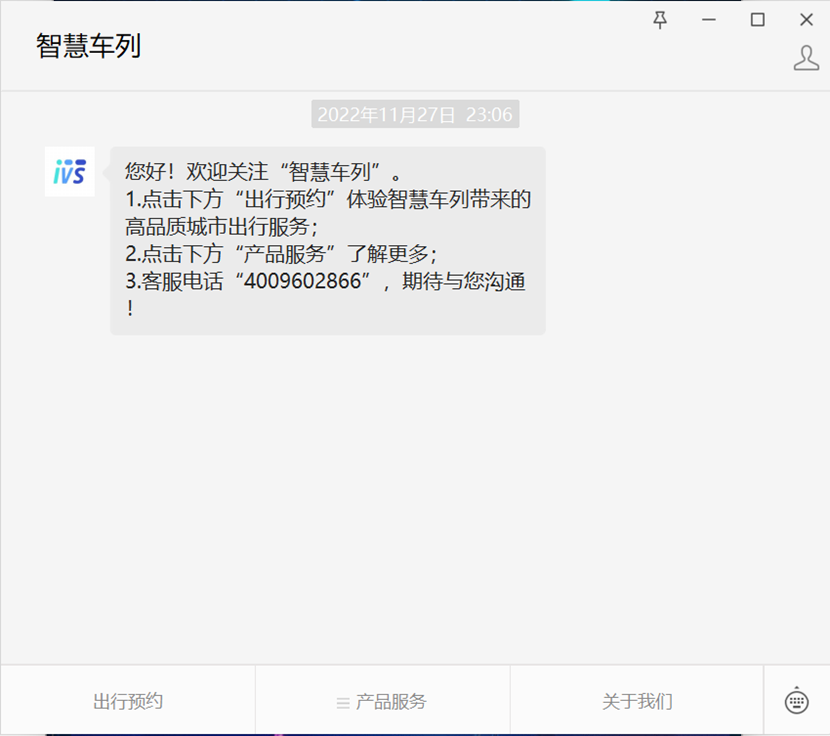 智慧车列
2022年11月27日 23:06
iVS
您好！欢迎关注“智慧车列”。
1.点击下方“出行预约”体验智慧车列带来的
高品质城市出行服务；
2.点击下方“产品服务”了解更多；
3.客服电话“4009602866”，期待与您沟通
！
出行预约
产品服务
关于我们